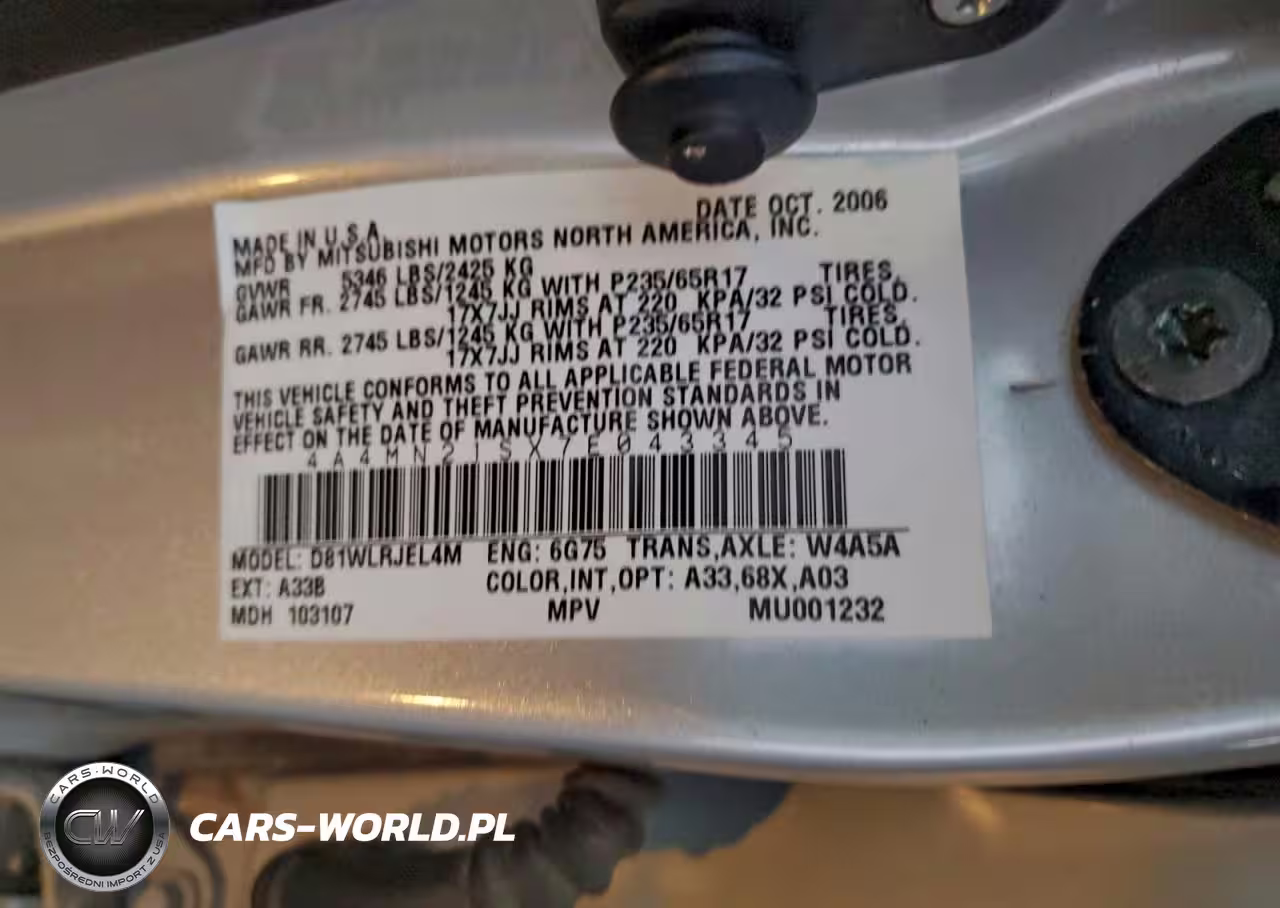 DATE OCT. 2006
MADE IN U.S.A.
MFD BY MITSUBISHI MOTORS NORTH AMERICA, INC.
GVWR 5346 LBS/2425 KG
GAWR FR. 2745 LBS/1245 KG WITH P235/65R17 TIRES,
17X7JJ RIMS AT 220 KPA/32 PSI COLD.
GAWR RR. 2745 LBS/1245 KG WITH P235/65R17 TIRES,
17X7JJ RIMS AT 220 KPA/32 PSI COLD.
THIS VEHICLE CONFORMS TO ALL APPLICABLE FEDERAL MOTOR
VEHICLE SAFETY AND THEFT PREVENTION STANDARDS IN
EFFECT ON THE DATE OF MANUFACTURE SHOWN ABOVE.
4A4MN21SX7E043345
MODEL: D81WLRJEL4M ENG: 6G75 TRANS,AXLE: W4A5A
EXT: A33B COLOR,INT,OPT: A33,68X,A03
MDH 103107 MPV MU001232
CARS-WORLD
CW
BEZPOŚREDNI IMPORT Z USA
CARS-WORLD.PL